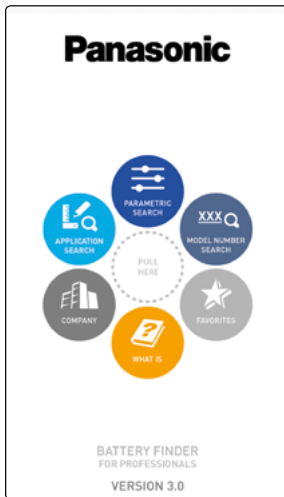 Panasonic
PARAMETRIC
SEARCH
APPLICATION
SEARCH
XXX
MODEL NUMBER
SEARCH
PULL
HERE
COMPANY
FAVORITES
?
WHAT IS
BATTERY FINDER
FOR PROFESSIONALS
VERSION 3.0